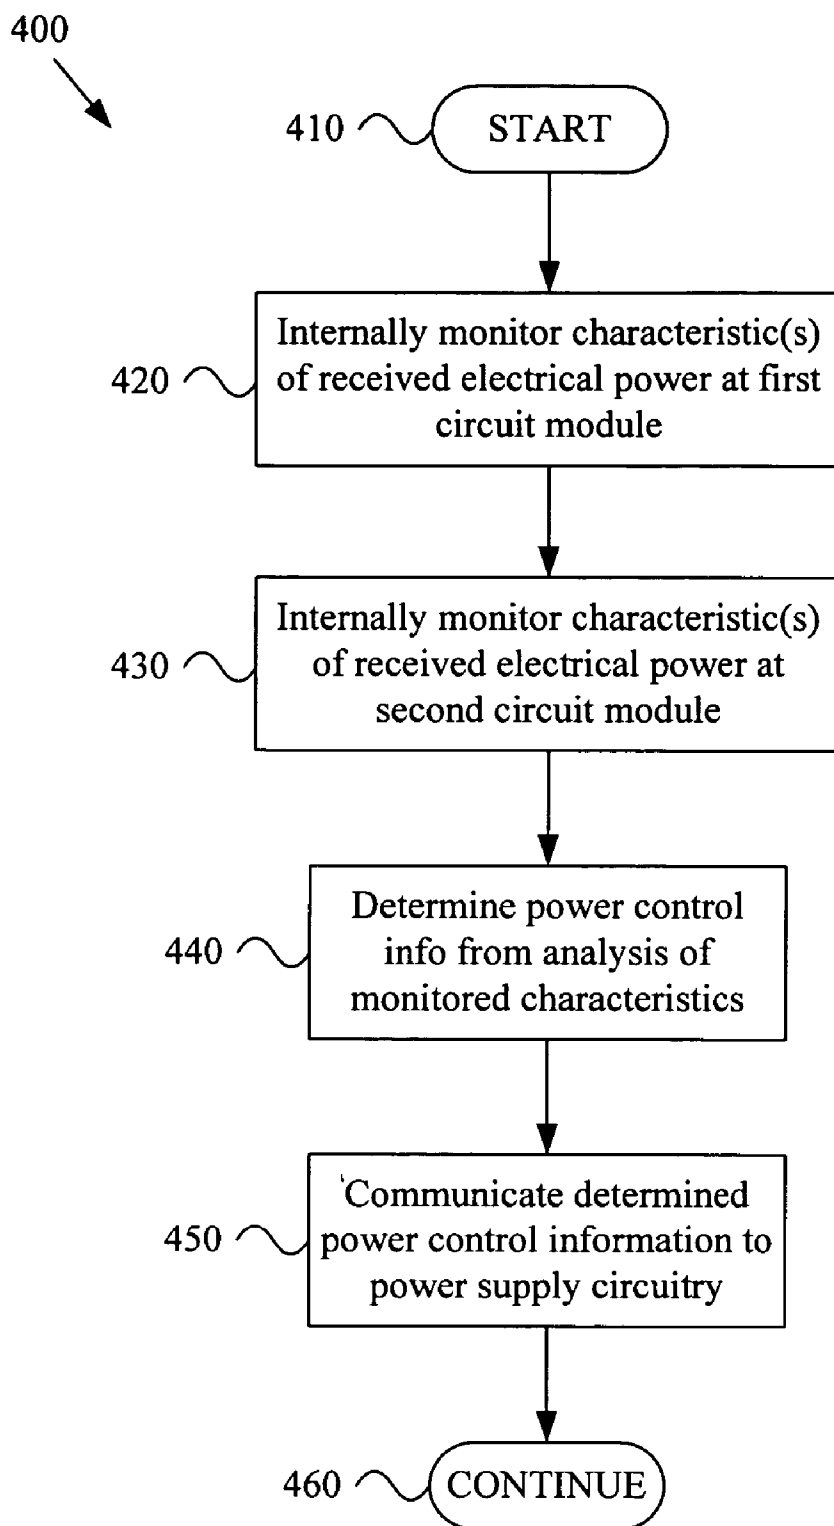 400
410
START
420
Internally monitor characteristic(s)
of received electrical power at first
circuit module
430
Internally monitor characteristic(s)
of received electrical power at
second circuit module
440
Determine power control
info from analysis of
monitored characteristics
450
Communicate determined
power control information to
power supply circuitry
460
CONTINUE